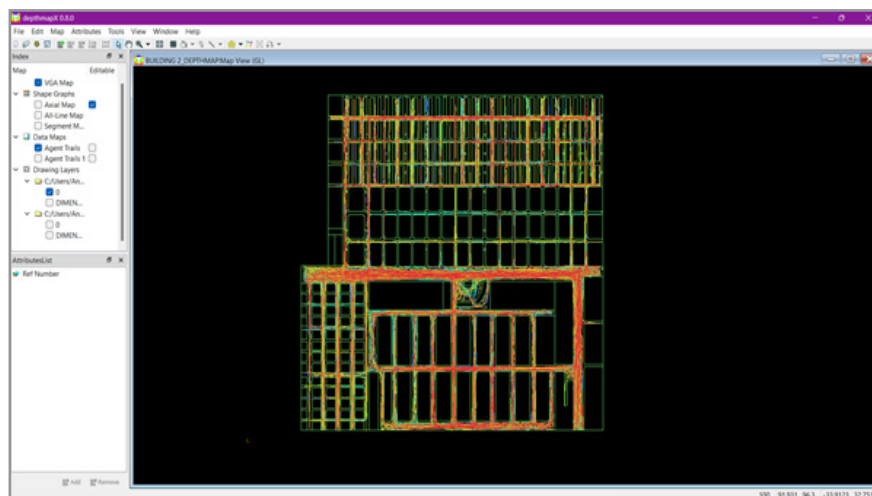 depthmapX 0.8.0
File Edit Map Attributes Tools View Window Help
Index
Map Editable
VGA Map
Shape Graphs
Axial Map
All-Line Map
Segment M...
Data Maps
Agent Trails
Agent Trails 1
Drawing Layers
C:/Users/An...
0
DIMEN...
C:/Users/An...
0
DIMEN...
AttributesList
Ref Number
Add Remove
BUILDING 2_DEPTHMAP:Map View (GL)